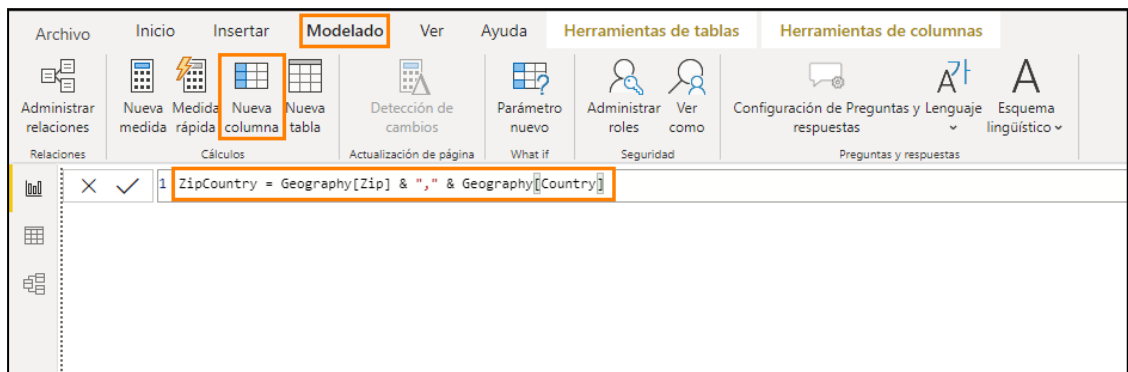 Archivo Inicio Insertar Modelado Ver Ayuda Herramientas de tablas Herramientas de columnas
Administrar Nueva Medida Nueva Nueva Detección de Parámetro Administrar Ver Configuración de Preguntas y Lenguaje Esquema
relaciones medida rápida columna tabla cambios nuevo roles como respuestas lingüístico
Relaciones Cálculos Actualización de página What if Seguridad Preguntas y respuestas
1 ZipCountry = Geography[Zip] & "," & Geography[Country]